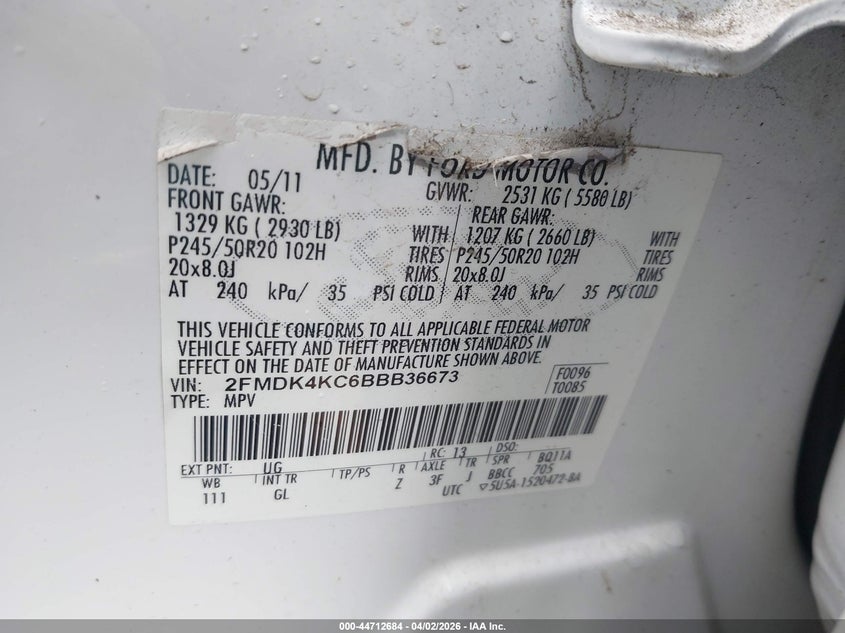 MFD. BY FORD MOTOR CO.
DATE: 05/11 GVWR: 2531 KG ( 5580 LB)
FRONT GAWR: REAR GAWR:
1329 KG ( 2930 LB) WITH 1207 KG ( 2660 LB) WITH
P245/50R20 102H TIRES P245/50R20 102H TIRES
20x8.0J RIMS 20x8.0J RIMS
AT 240 kPa/ 35 PSI COLD AT 240 kPa/ 35 PSI COLD
THIS VEHICLE CONFORMS TO ALL APPLICABLE FEDERAL MOTOR
VEHICLE SAFETY AND THEFT PREVENTION STANDARDS IN
EFFECT ON THE DATE OF MANUFACTURE SHOWN ABOVE.
VIN: 2FMDK4KC6BBB36673 F0096
TYPE: MPV T0085
EXT PNT: UG RC: 13 DSO:
WB INT TR TP/PS R AXLE TR SPR BQ11A
111 GL Z 3F J BBCC 705
UTC ▽5U5A-1520472-BA
000-44712684 | 04/02/2026 - IAA Inc.